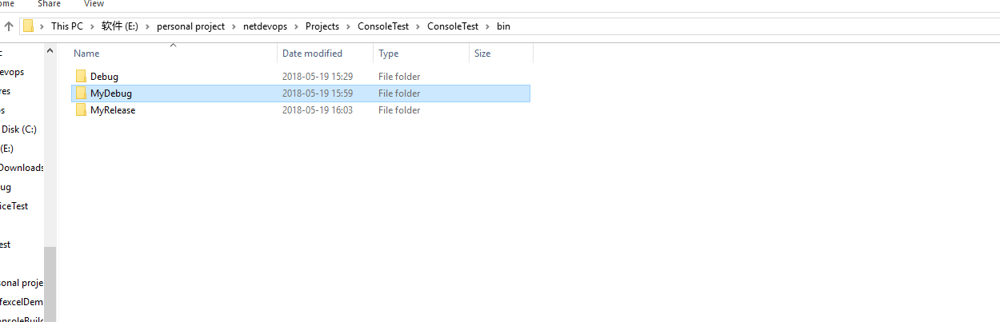 ome Share View
This PC 软件 (E:) personal project netdevops Projects ConsoleTest ConsoleTest bin
Name Date modified Type Size
Debug 2018-05-19 15:29 File folder
MyDebug 2018-05-19 15:59 File folder
MyRelease 2018-05-19 16:03 File folder
evops
res
s
Disk (C:)
(E:)
Downloads
ug
iceTest
est
sonal proje
fexcelDem
onsoleBuild